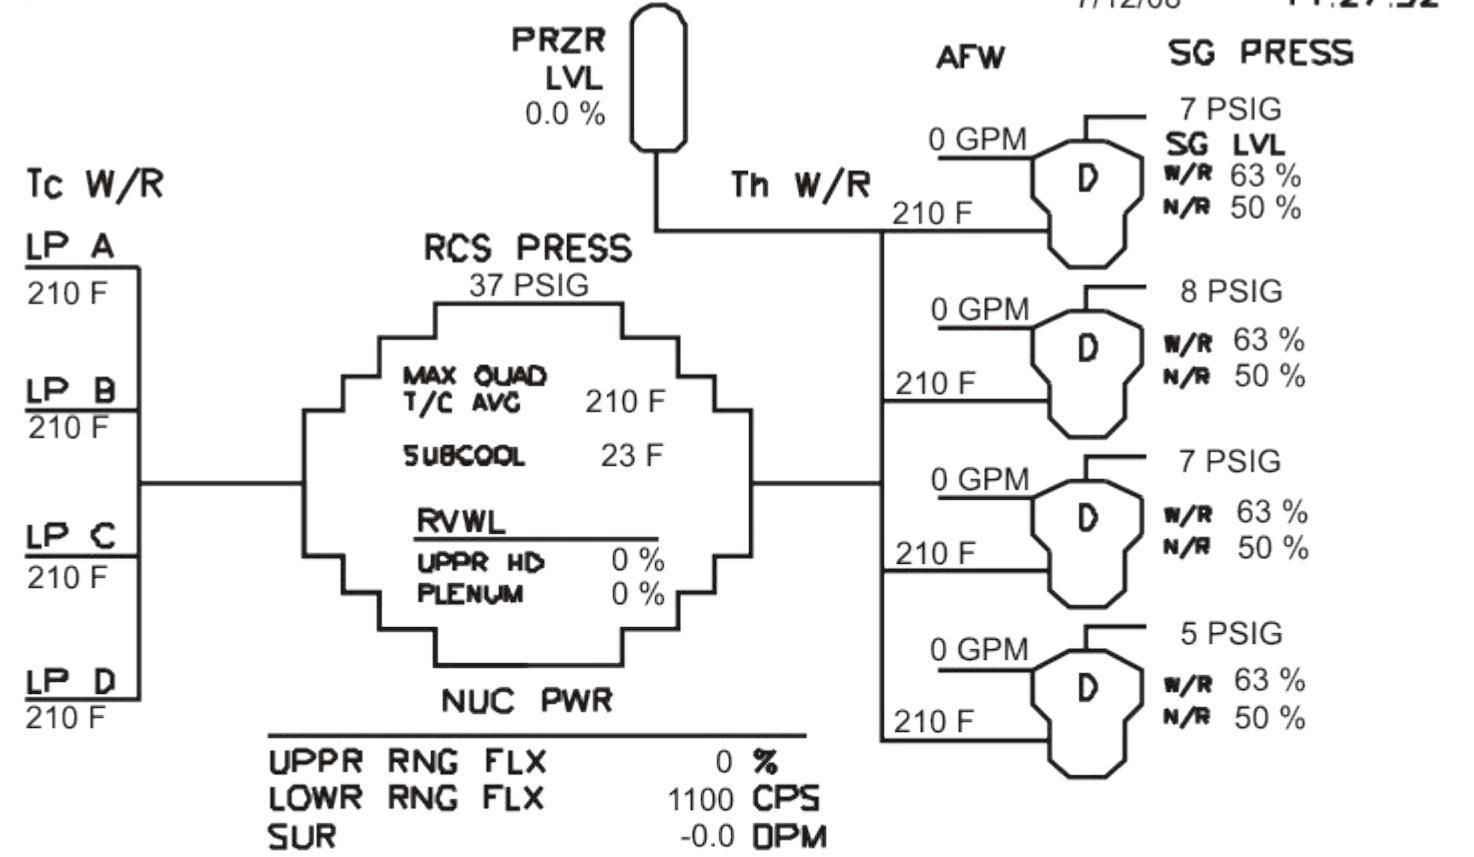 7/12/08
PRZR
LVL
0.0 %
AFW
SG PRESS
Tc W/R
LP A
210 F
LP B
210 F
LP C
210 F
LP D
210 F
RCS PRESS
37 PSIG
MAX QUAD
T/C AVG 210 F
SUBCOOL 23 F
RVWL
UPPR HD 0 %
PLENUM 0 %
NUC PWR
UPPR RNG FLX 0 %
LOWR RNG FLX 1100 CPS
SUR -0.0 DPM
Th W/R
0 GPM
210 F
D
7 PSIG
SG LVL
W/R 63 %
N/R 50 %
0 GPM
210 F
D
8 PSIG
W/R 63 %
N/R 50 %
0 GPM
210 F
D
7 PSIG
W/R 63 %
N/R 50 %
0 GPM
210 F
D
5 PSIG
W/R 63 %
N/R 50 %